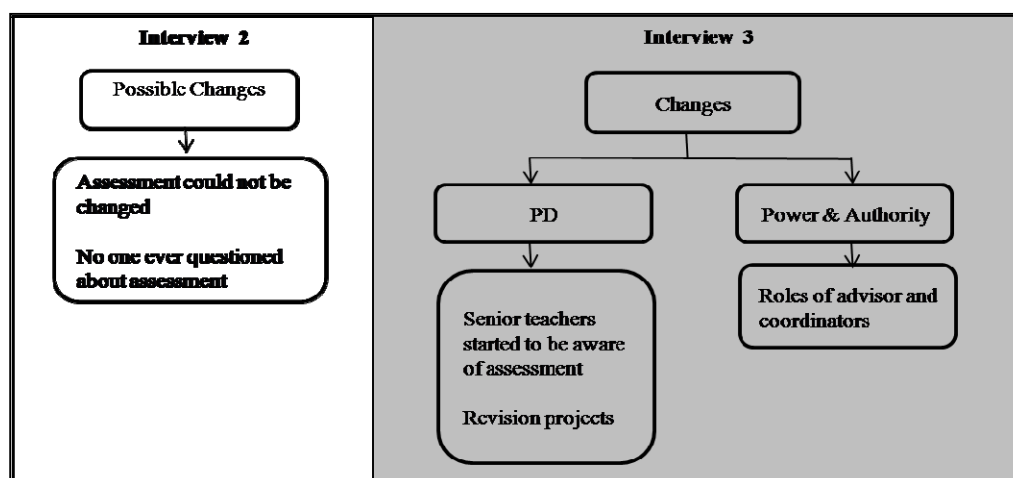 Interview 2
Possible Changes
Assessment could not be
changed
No one ever questioned
about assessment
Interview 3
Changes
PD
Power & Authority
Senior teachers
started to be aware
of assessment
Revision projects
Roles of advisor and
coordinators